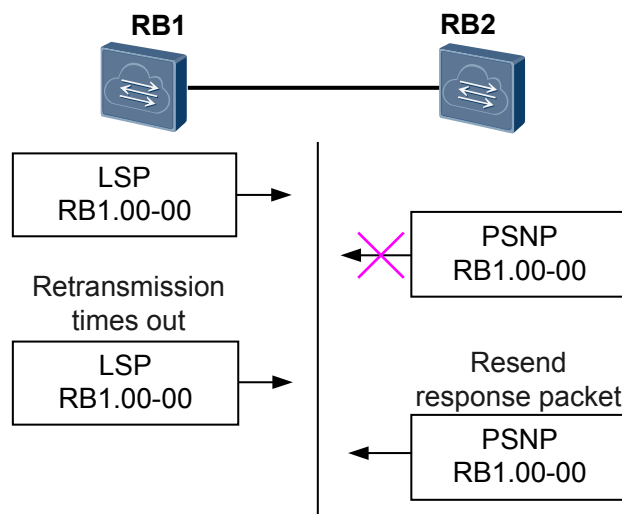 RB1
RB2
LSP
RB1.00-00
PSNP
RB1.00-00
Retransmission
times out
LSP
RB1.00-00
Resend
response packet
PSNP
RB1.00-00